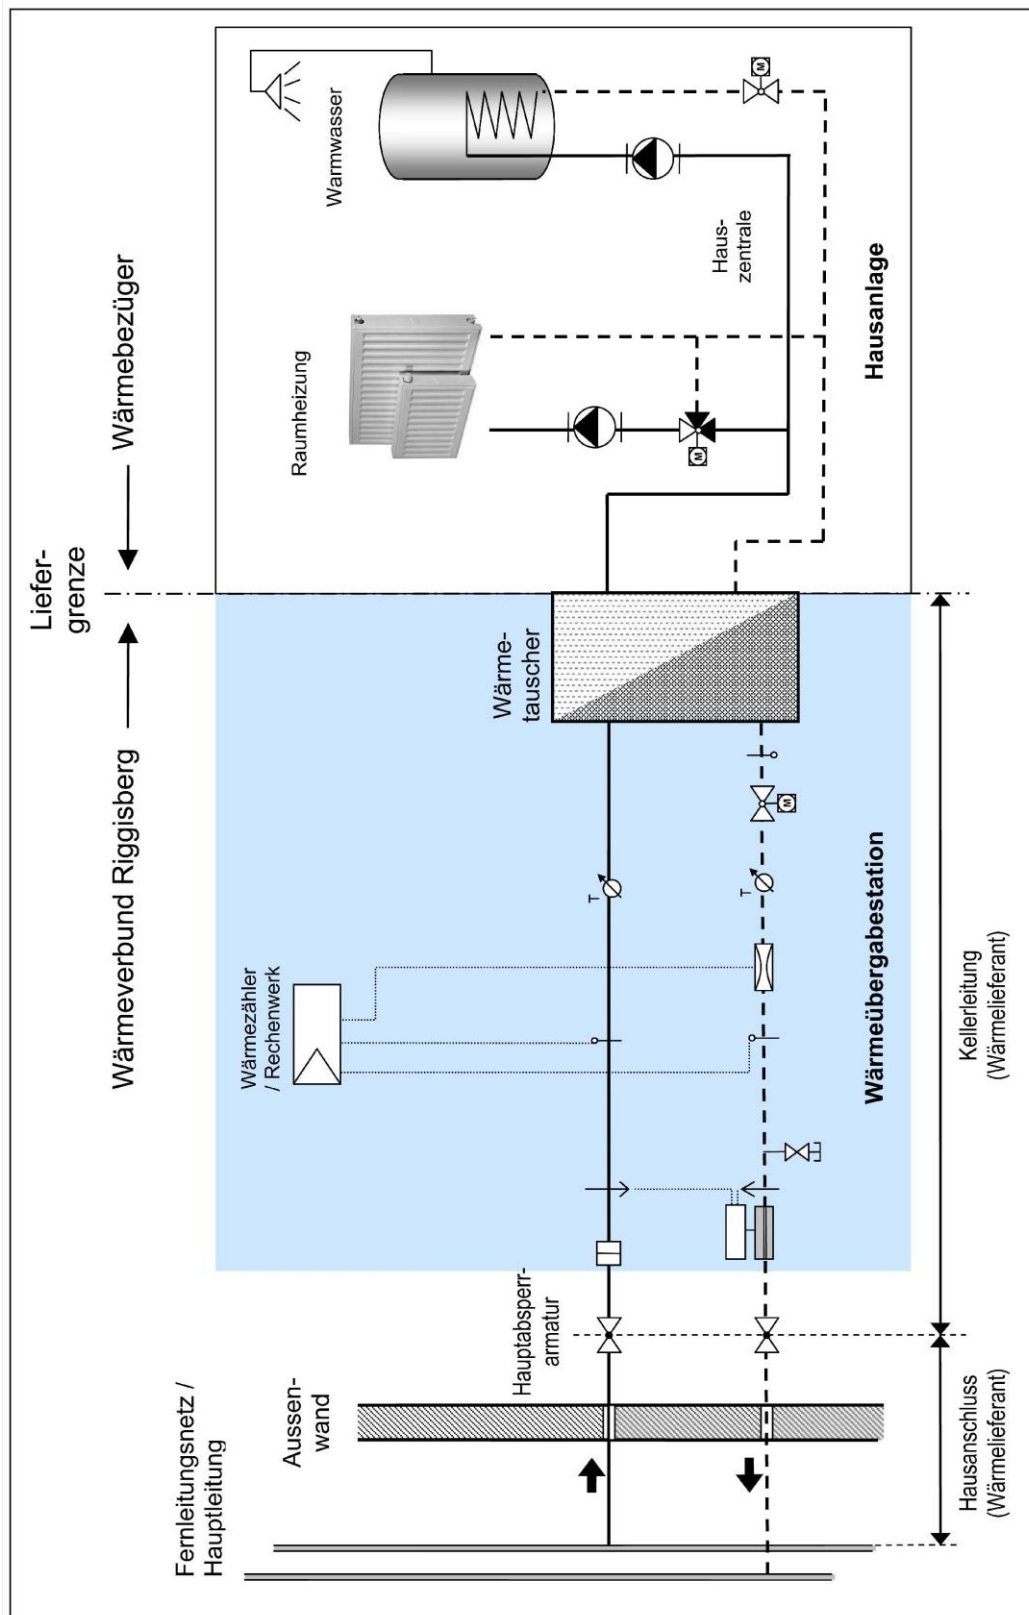 Liefer-
grenze
Wärmeverbund Riggisberg
Wärmebezüger
Fernleitungsnetz /
Hauptleitung
Aussen-
wand
Hauptabsperr-
armatur
Wärmezähler
/ Rechenwerk
Wärme-
tauscher
Raumheizung
Warmwasser
Haus-
zentrale
T
T
M
M
M
Wärmeübergabestation
Hausanlage
Hausanschluss
(Wärmelieferant)
Kellerleitung
(Wärmelieferant)